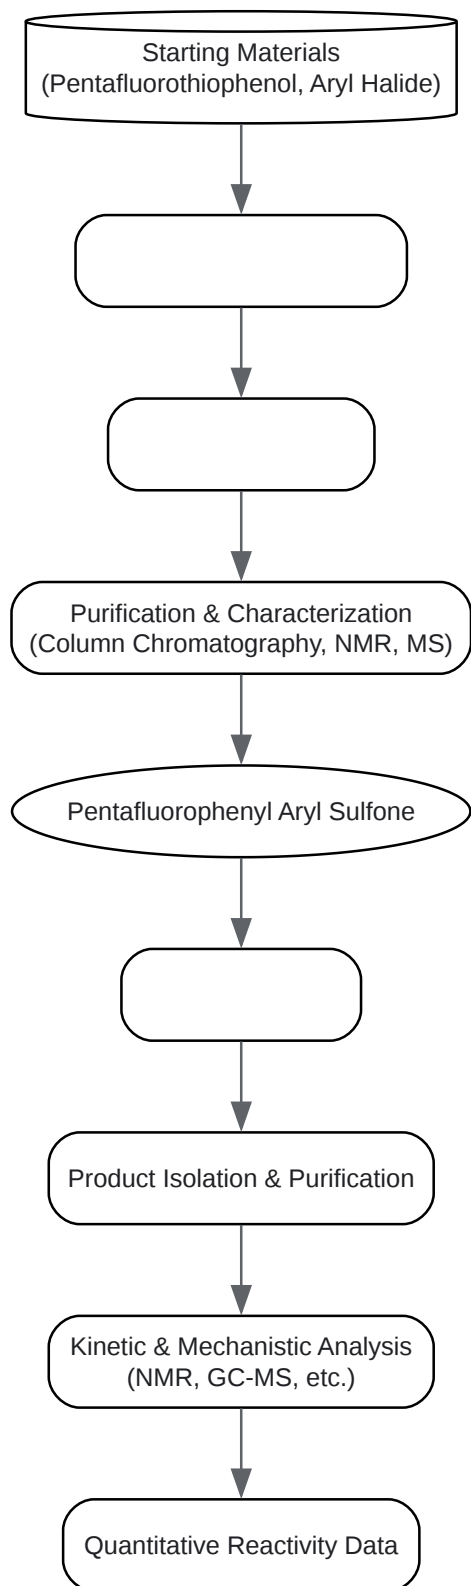 Starting Materials
(Pentafluorothiophenol, Aryl Halide)
Purification & Characterization
(Column Chromatography, NMR, MS)
Pentafluorophenyl Aryl Sulfone
Product Isolation & Purification
Kinetic & Mechanistic Analysis
(NMR, GC-MS, etc.)
Quantitative Reactivity Data